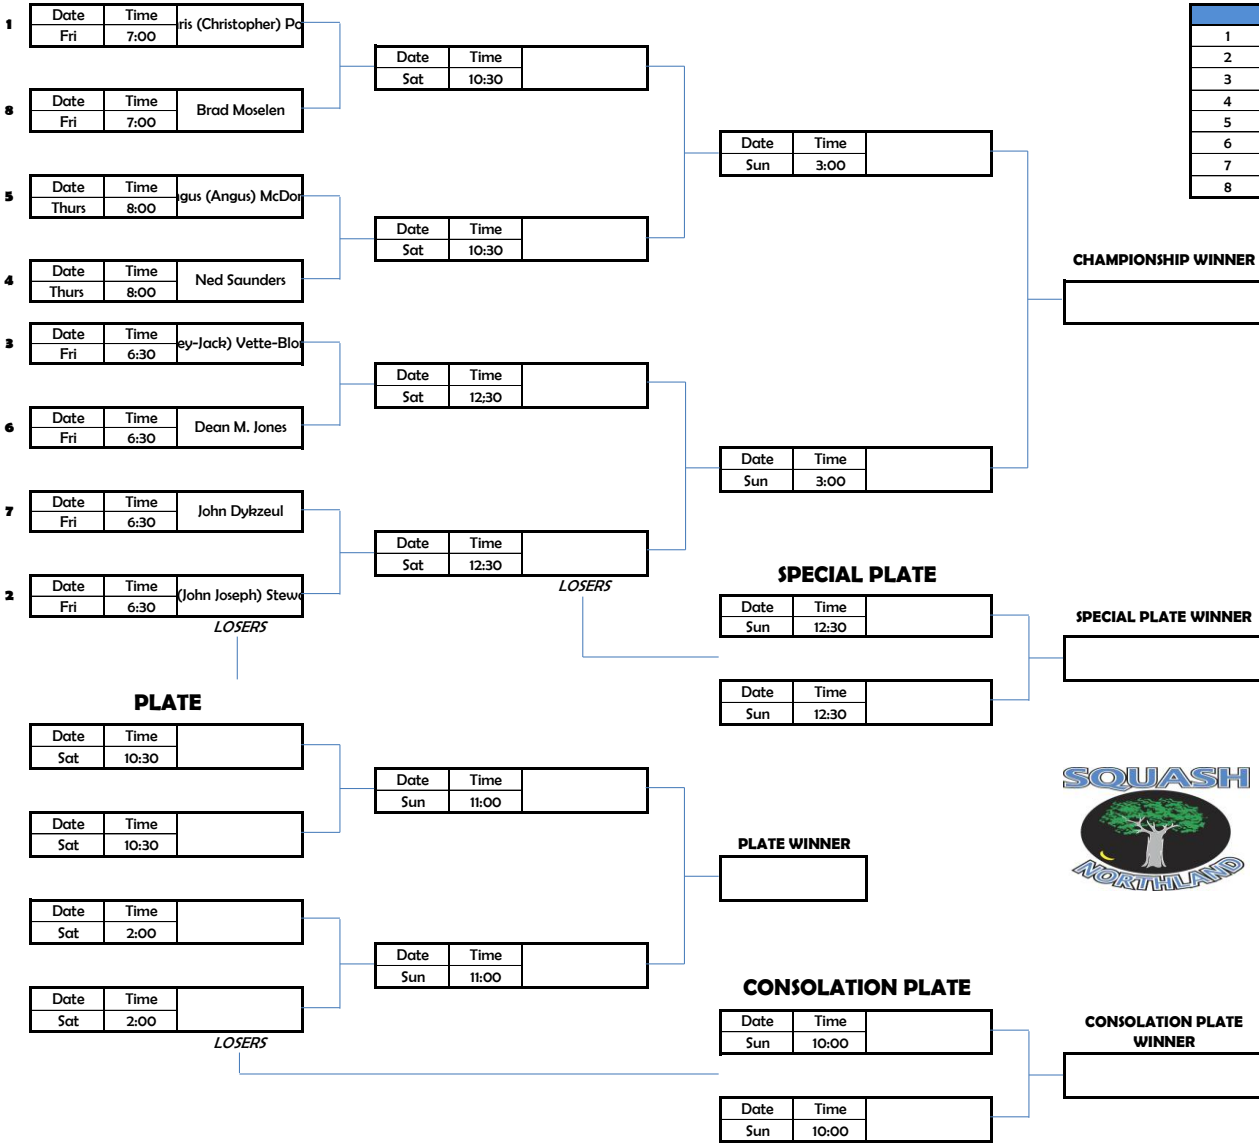 1 Date Time ris (Christopher) Po
Fri 7:00
8 Date Time Brad Moselen
Fri 7:00
5 Date Time gus (Angus) McDon
Thurs 8:00
4 Date Time Ned Saunders
Thurs 8:00
3 Date Time ey-Jack) Vette-Blo
Fri 6:30
6 Date Time Dean M. Jones
Fri 6:30
7 Date Time John Dykzeul
Fri 6:30
2 Date Time (John Joseph) Stewa
Fri 6:30
LOSERS
Date Time
Sat 10:30
Date Time
Sat 10:30
Date Time
Sat 12;30
Date Time
Sat 12:30
LOSERS
Date Time
Sun 3:00
Date Time
Sun 3:00
1
2
3
4
5
6
7
8
CHAMPIONSHIP WINNER
SPECIAL PLATE
Date Time
Sun 12:30
Date Time
Sun 12:30
SPECIAL PLATE WINNER
PLATE
Date Time
Sat 10:30
Date Time
Sat 10:30
Date Time
Sat 2:00
Date Time
Sat 2:00
LOSERS
Date Time
Sun 11:00
Date Time
Sun 11:00
PLATE WINNER
SQUASH
NORTHLAND
CONSOLATION PLATE
Date Time
Sun 10:00
Date Time
Sun 10:00
CONSOLATION PLATE
WINNER